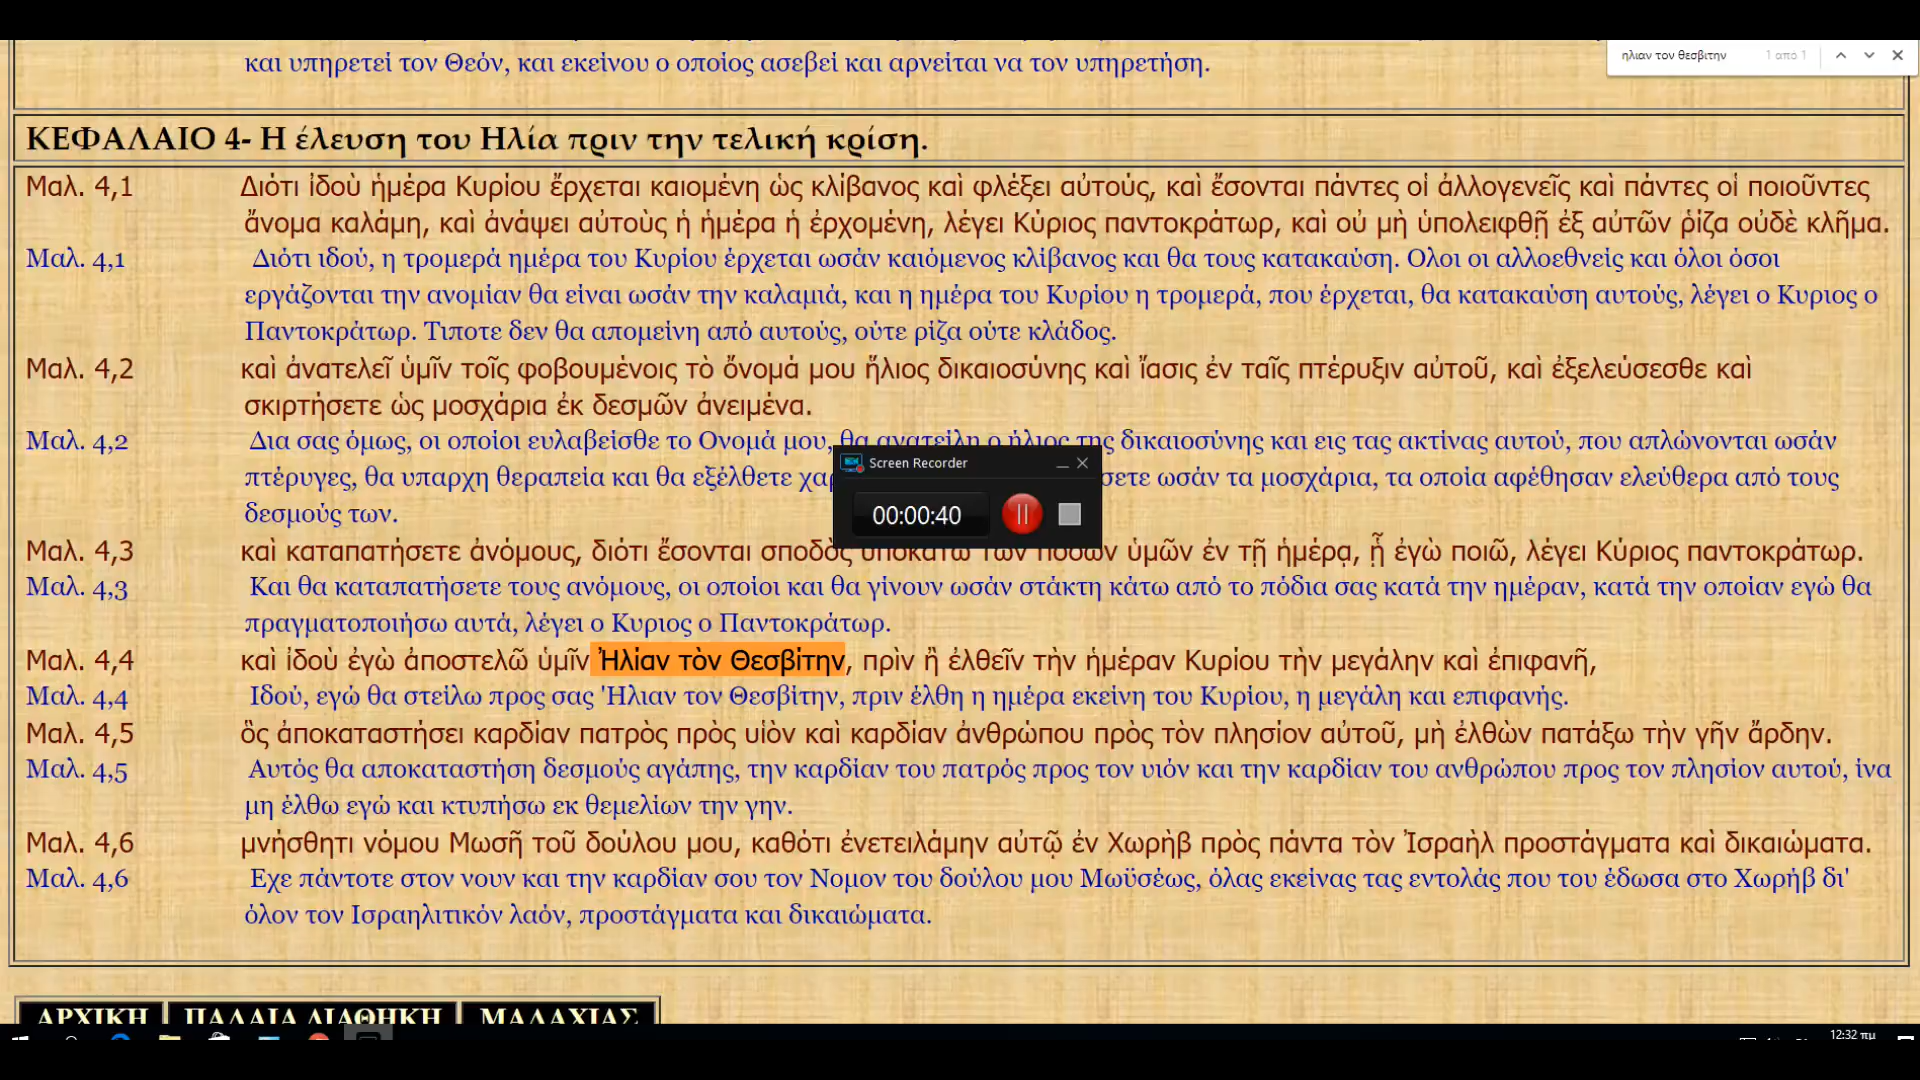 και υπηρετεί τον Θεόν, και εκείνου ο οποίος ασεβεί και αρνείται να τον υπηρετήση.
ηλιαν τον θεσβιτην 1 από 1
ΚΕΦΑΛΑΙΟ 4- Η έλευση του Ηλία πριν την τελική κρίση.
Μαλ. 4,1 Διότι ἰδοὺ ἡμέρα Κυρίου ἔρχεται καιομένη ὡς κλίβανος καὶ φλέξει αὐτούς, καὶ ἔσονται πάντες οἱ ἀλλογενεῖς καὶ πάντες οἱ ποιοῦντες
ἄνομα καλάμη, καὶ ἀνάψει αὐτοὺς ἡ ἡμέρα ἡ ἐρχομένη, λέγει Κύριος παντοκράτωρ, καὶ οὐ μὴ ὑπολειφθῇ ἐξ αὐτῶν ῥίζα οὐδὲ κλῆμα.
Μαλ. 4,1 Διότι ιδού, η τρομερά ημέρα του Κυρίου έρχεται ωσάν καιόμενος κλίβανος και θα τους κατακαύση. Ολοι οι αλλοεθνείς και όλοι όσοι
εργάζονται την ανομίαν θα είναι ωσάν την καλαμιά, και η ημέρα του Κυρίου η τρομερά, που έρχεται, θα κατακαύση αυτούς, λέγει ο Κυριος ο
Παντοκράτωρ. Τιποτε δεν θα απομείνη από αυτούς, ούτε ρίζα ούτε κλάδος.
Μαλ. 4,2 καὶ ἀνατελεῖ ὑμῖν τοῖς φοβουμένοις τὸ ὄνομά μου ἥλιος δικαιοσύνης καὶ ἴασις ἐν ταῖς πτέρυξιν αὐτοῦ, καὶ ἐξελεύσεσθε καὶ
σκιρτήσετε ὡς μοσχάρια ἐκ δεσμῶν ἀνειμένα.
Μαλ. 4,2 Δια σας όμως, οι οποίοι ευλαβείσθε το Ονομά μου, θα ανατείλη ο ήλιος της δικαιοσύνης και εις τας ακτίνας αυτού, που απλώνονται ωσάν
πτέρυγες, θα υπαρχη θεραπεία και θα εξέλθετε σετε ωσάν τα μοσχάρια, τα οποία αφέθησαν ελεύθερα από τους
δεσμούς των.
Screen Recorder
00:00:40
Μαλ. 4,3 καὶ καταπατήσετε ἀνόμους, διότι ἔσονται σποδὸς ὑποκάτω τῶν ποδῶν ὑμῶν ἐν τῇ ἡμέρᾳ, ᾗ ἐγὼ ποιῶ, λέγει Κύριος παντοκράτωρ.
Μαλ. 4,3 Και θα καταπατήσετε τους ανόμους, οι οποίοι και θα γίνουν ωσάν στάκτη κάτω από το πόδια σας κατά την ημέραν, κατά την οποίαν εγώ θα
πραγματοποιήσω αυτά, λέγει ο Κυριος ο Παντοκράτωρ.
Μαλ. 4,4 καὶ ἰδοὺ ἐγὼ ἀποστελῶ ὑμῖν Ἠλίαν τὸν Θεσβίτην, πρὶν ἢ ἐλθεῖν τὴν ἡμέραν Κυρίου τὴν μεγάλην καὶ ἐπιφανῆ,
Μαλ. 4,4 Ιδού, εγώ θα στείλω προς σας 'Ηλιαν τον Θεσβίτην, πριν έλθη η ημέρα εκείνη του Κυρίου, η μεγάλη και επιφανής.
Μαλ. 4,5 ὃς ἀποκαταστήσει καρδίαν πατρὸς πρὸς υἱὸν καὶ καρδίαν ἀνθρώπου πρὸς τὸν πλησίον αὐτοῦ, μὴ ἐλθὼν πατάξω τὴν γῆν ἄρδην.
Μαλ. 4,5 Αυτός θα αποκαταστήση δεσμούς αγάπης, την καρδίαν του πατρός προς τον υιόν και την καρδίαν του ανθρώπου προς τον πλησίον αυτού, ίνα
μη έλθω εγώ και κτυπήσω εκ θεμελίων την γην.
Μαλ. 4,6 μνήσθητι νόμου Μωσῆ τοῦ δούλου μου, καθότι ἐνετειλάμην αὐτῷ ἐν Χωρὴβ πρὸς πάντα τὸν Ἰσραὴλ προστάγματα καὶ δικαιώματα.
Μαλ. 4,6 Εχε πάντοτε στον νουν και την καρδίαν σου τον Νομον του δούλου μου Μωϋσέως, όλας εκείνας τας εντολάς που του έδωσα στο Χωρήβ δι'
όλον τον Ισραηλιτικόν λαόν, προστάγματα και δικαιώματα.
ΑΡΧΙΚΗ ΠΑΛΑΙΑ ΔΙΑΘΗΚΗ ΜΑΛΑΧΙΑΣ
12:32 πμ